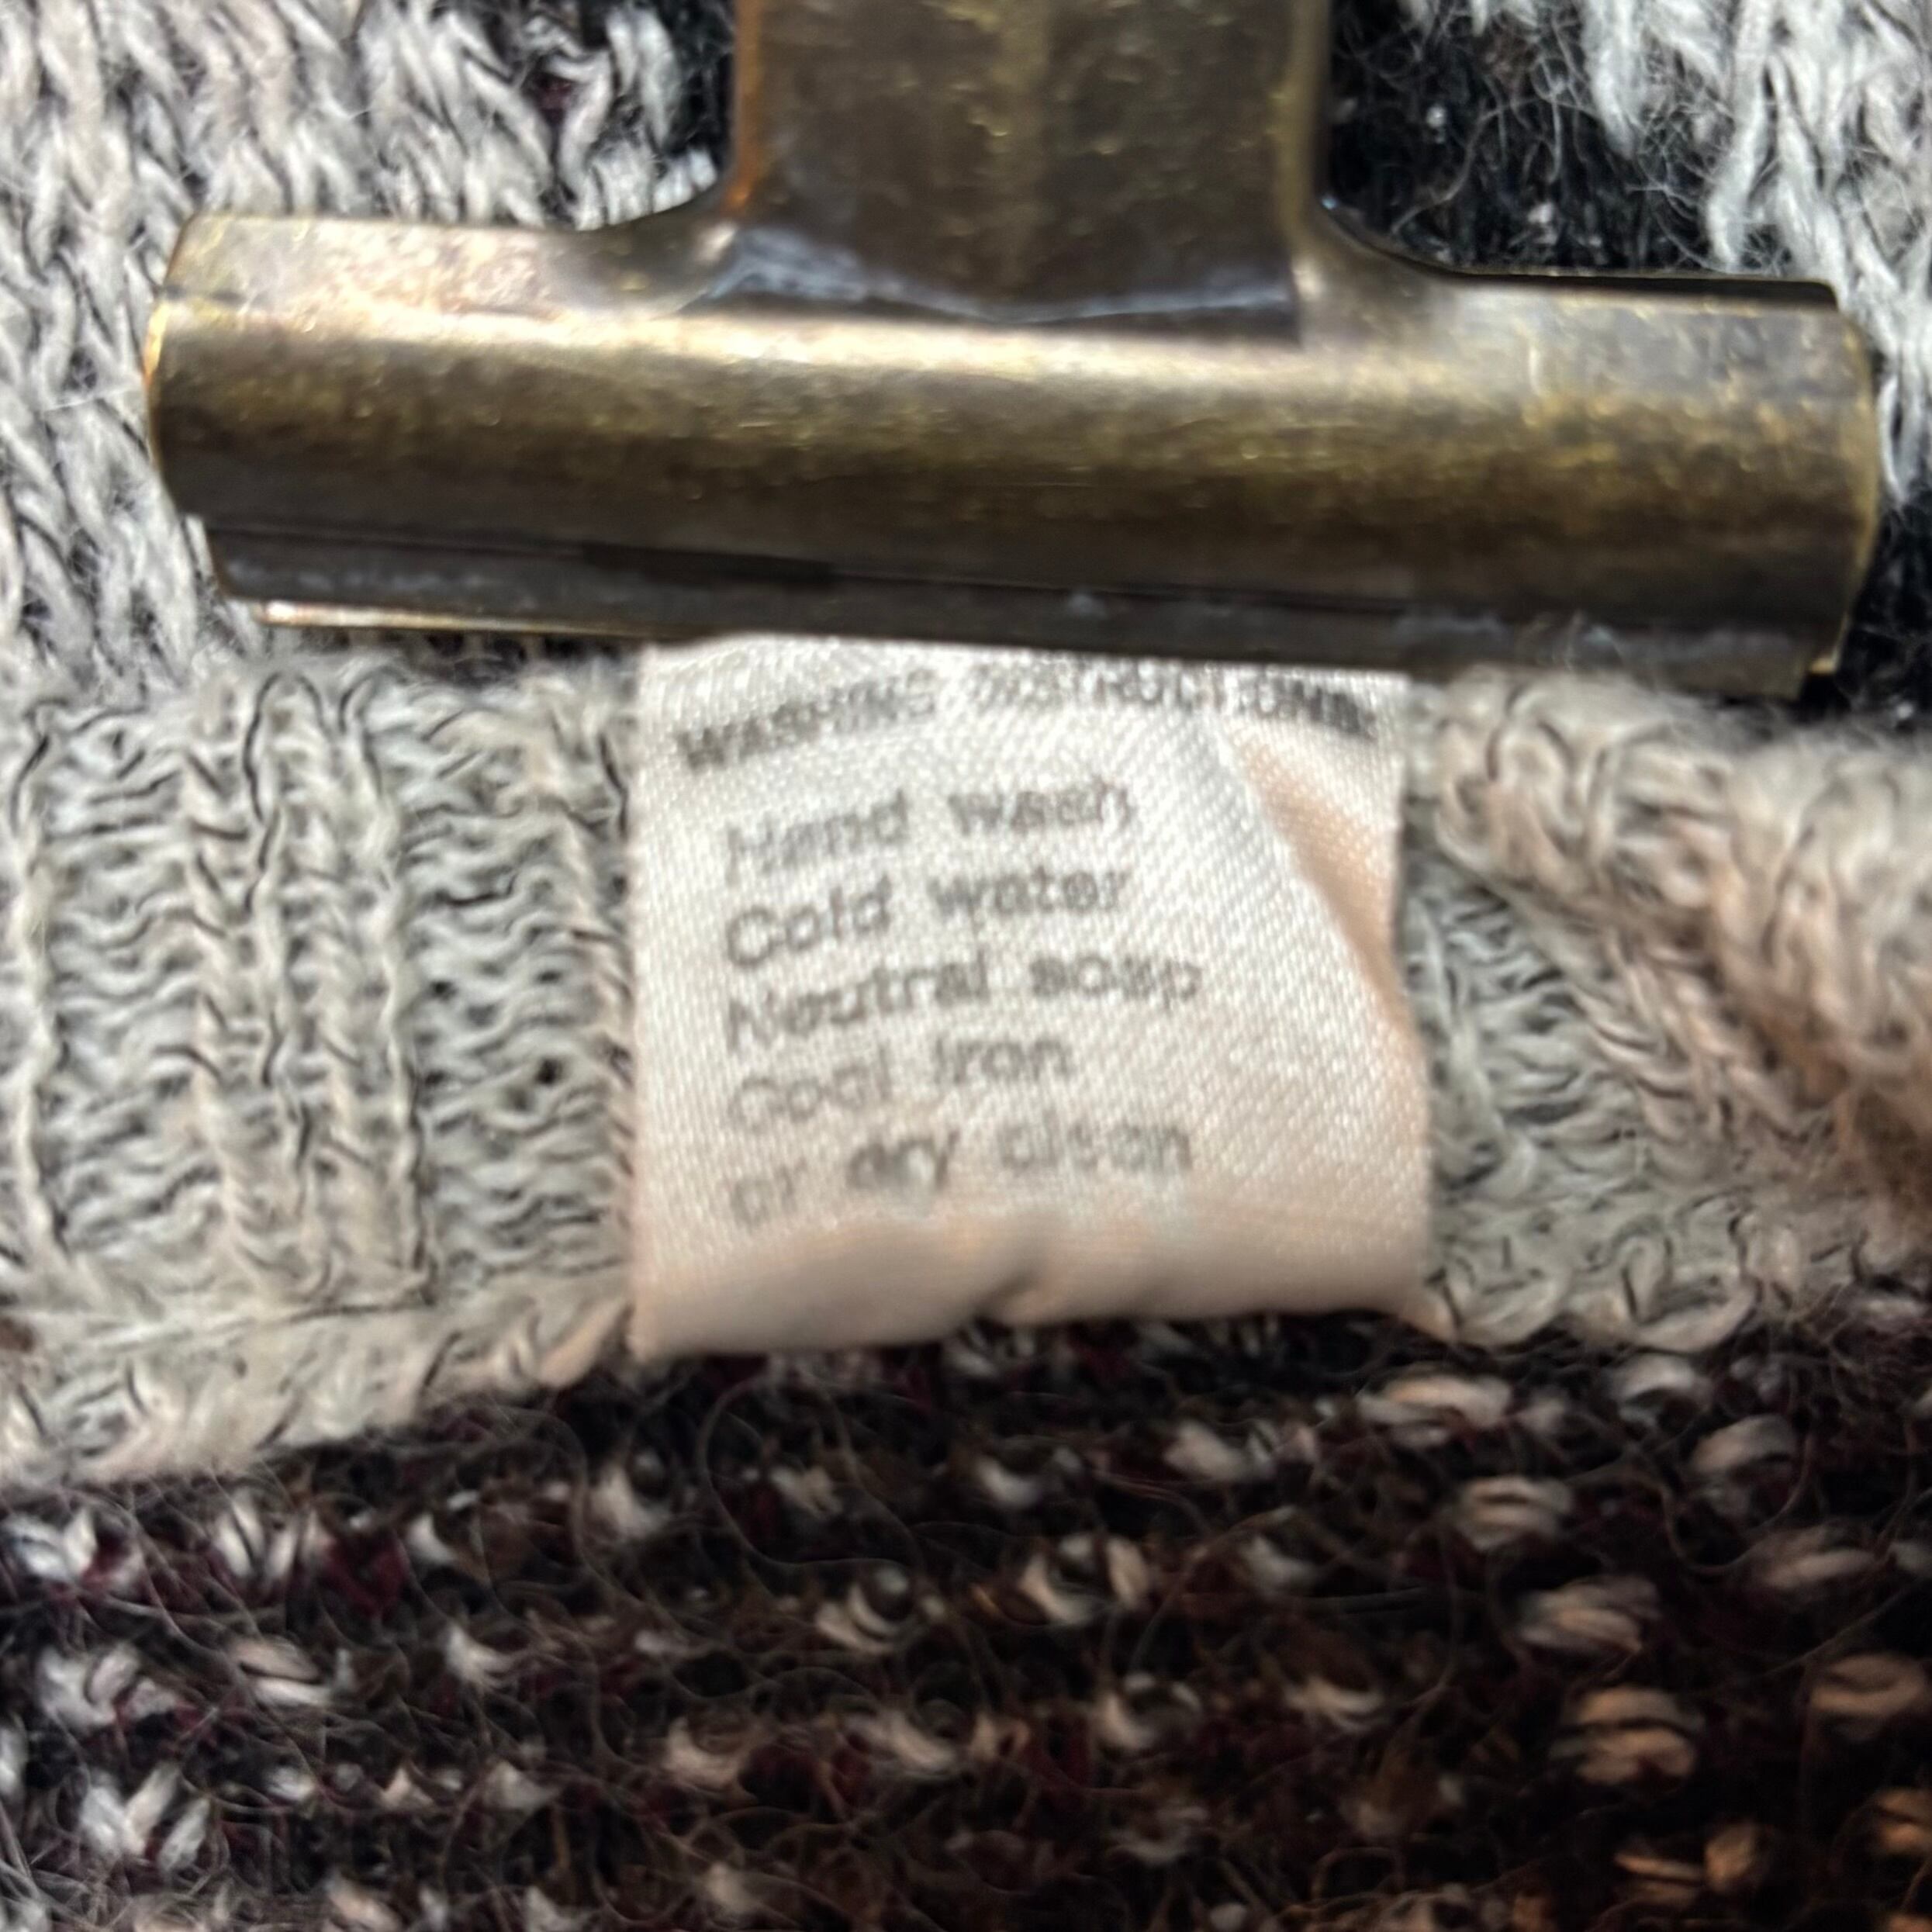 WASHING INSTRUCTIONS
Hand wash
Cold water
Neutral soap
Cool iron
or dry clean